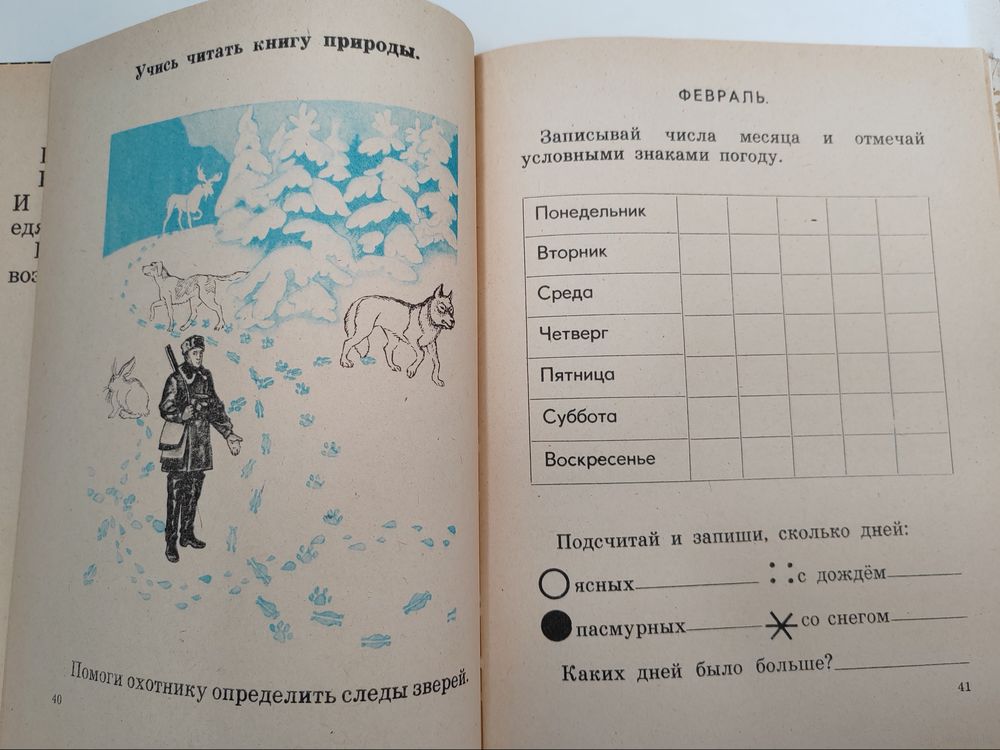 И
Учись читать книгу природы.
Помоги охотнику определить следы зверей.
40
ФЕВРАЛЬ.
Записывай числа месяца и отмечай
условными знаками погоду.
Понедельник
Вторник
Среда
Четверг
Пятница
Суббота
Воскресенье
Подсчитай и запиши, сколько дней:
ясных с дождём
пасмурных со снегом
Каких дней было больше?
41